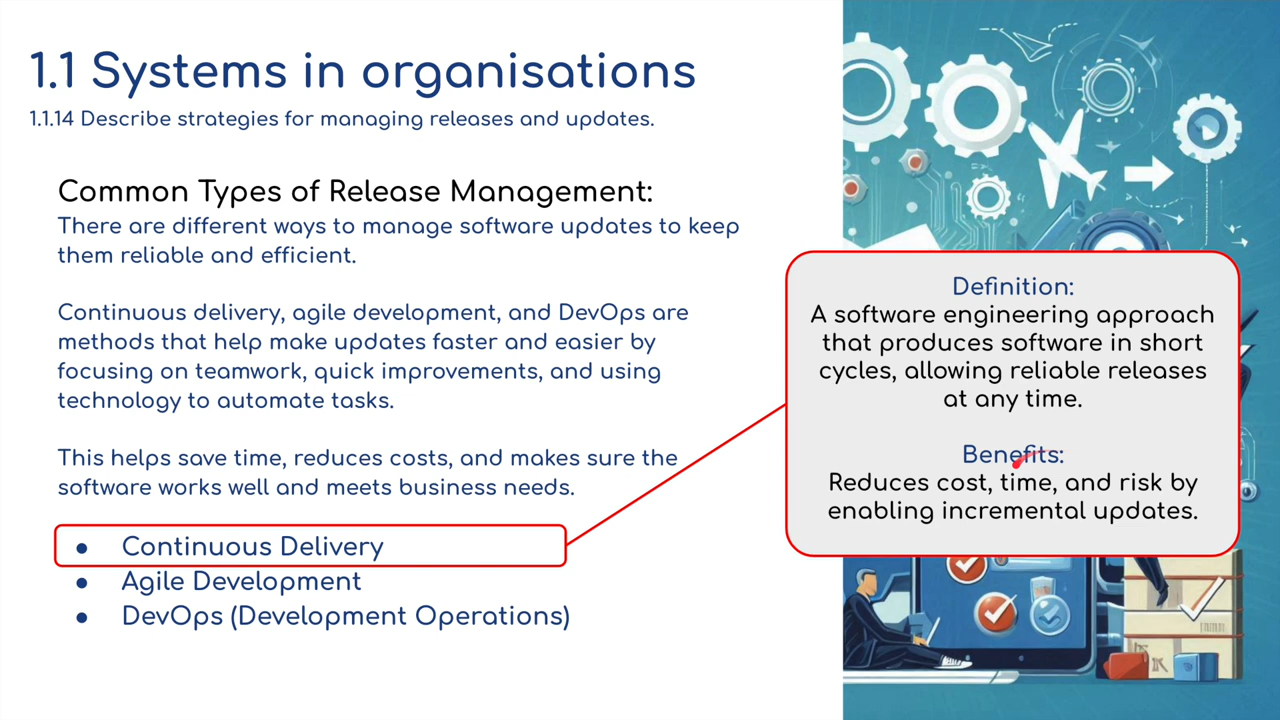 1.1 Systems in organisations
1.1.14 Describe strategies for managing releases and updates.
Common Types of Release Management:
There are different ways to manage software updates to keep
them reliable and efficient.
Continuous delivery, agile development, and DevOps are
methods that help make updates faster and easier by
focusing on teamwork, quick improvements, and using
technology to automate tasks.
This helps save time, reduces costs, and makes sure the
software works well and meets business needs.
● Continuous Delivery
● Agile Development
● DevOps (Development Operations)
Definition:
A software engineering approach
that produces software in short
cycles, allowing reliable releases
at any time.
Benefits:
Reduces cost, time, and risk by
enabling incremental updates.